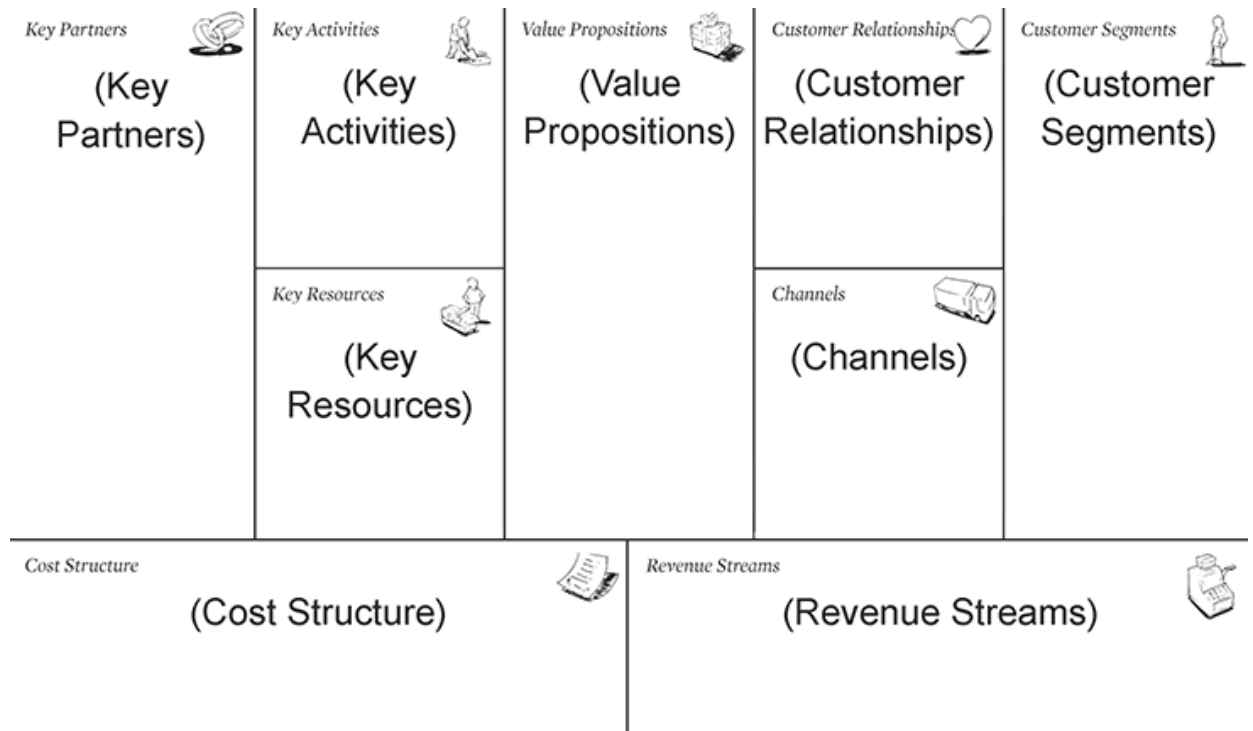 Key Partners
(Key
Partners)
Key Activities
(Key
Activities)
Key Resources
(Key
Resources)
Value Propositions
(Value
Propositions)
Customer Relationships
(Customer
Relationships)
Channels
(Channels)
Customer Segments
(Customer
Segments)
Cost Structure
(Cost Structure)
Revenue Streams
(Revenue Streams)